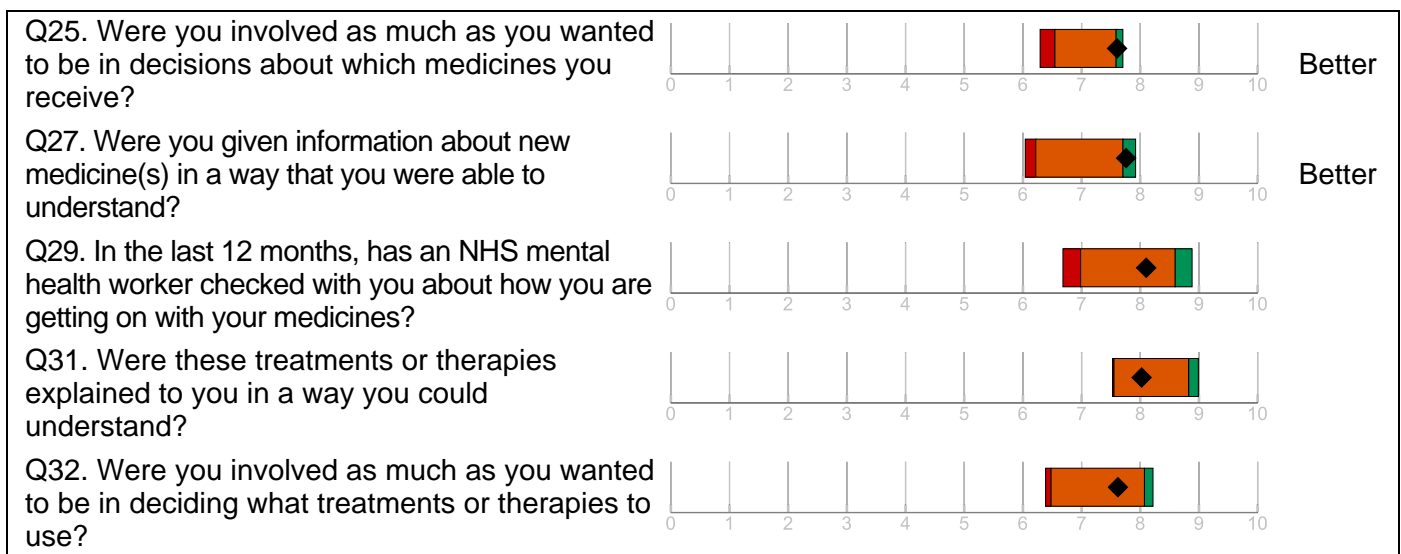 Q25. Were you involved as much as you wanted
to be in decisions about which medicines you
receive?
0 1 2 3 4 5 6 7 8 9 10
Better
Q27. Were you given information about new
medicine(s) in a way that you were able to
understand?
0 1 2 3 4 5 6 7 8 9 10
Better
Q29. In the last 12 months, has an NHS mental
health worker checked with you about how you are
getting on with your medicines?
0 1 2 3 4 5 6 7 8 9 10
Q31. Were these treatments or therapies
explained to you in a way you could
understand?
0 1 2 3 4 5 6 7 8 9 10
Q32. Were you involved as much as you wanted
to be in deciding what treatments or therapies to
use?
0 1 2 3 4 5 6 7 8 9 10